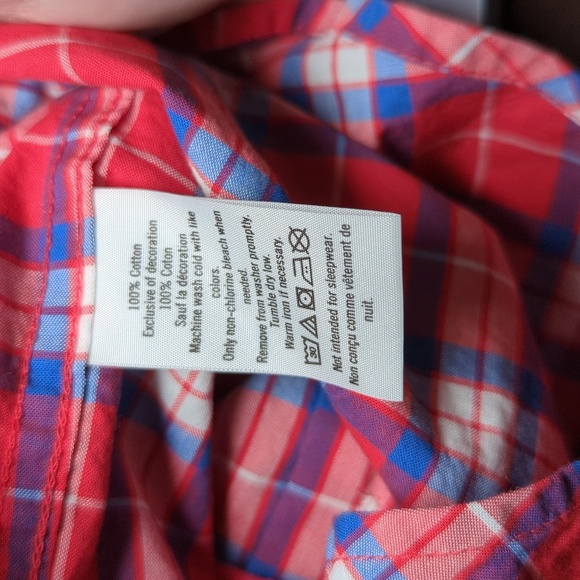 100% Cotton
Exclusive of decoration
100% Coton
Sauf la décoration
Machine wash cold with like
colors.
Only non-chlorine bleach when
needed.
Remove from washer promptly.
Tumble dry low.
Warm iron if necessary.
30
Not intended for sleepwear.
Non conçu comme vêtement de
nuit.